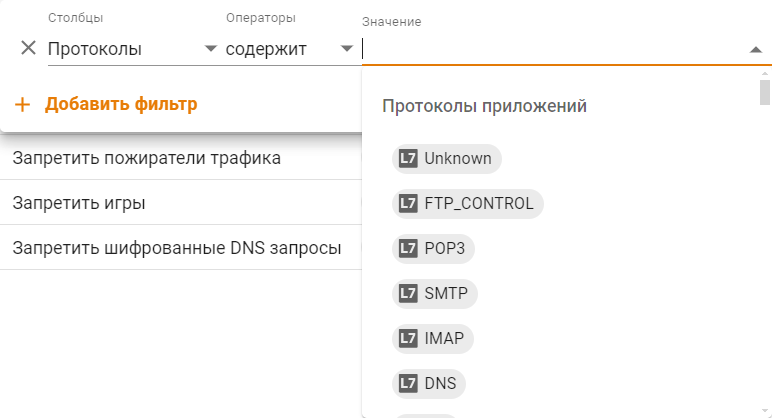 Столбцы
Операторы
Значение
Протоколы
содержит
Добавить фильтр
Протоколы приложений
Запретить пожиратели трафика
L7 Unknown
Запретить игры
L7 FTP_CONTROL
Запретить шифрованные DNS запросы
L7 POP3
L7 SMTP
L7 IMAP
L7 DNS